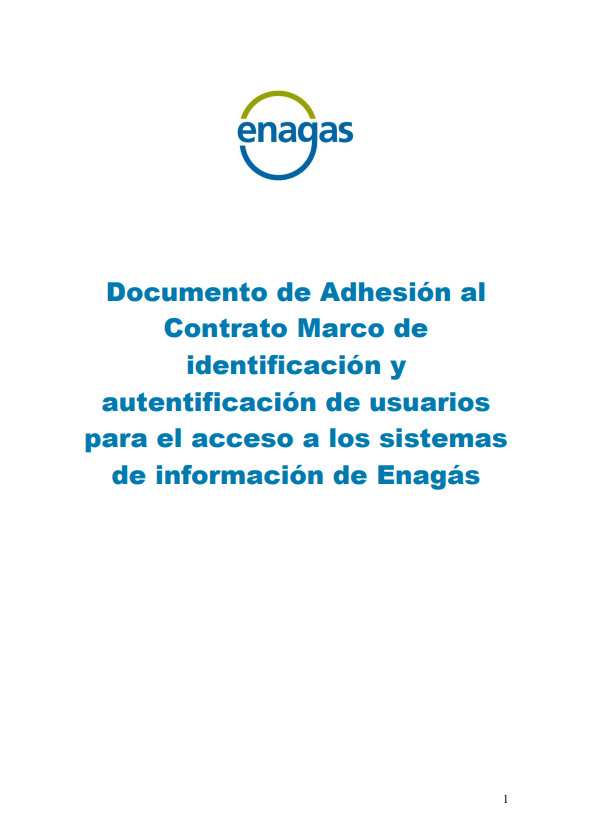 enagas
Documento de Adhesión al
Contrato Marco de
identificación y
autentificación de usuarios
para el acceso a los sistemas
de información de Enagás
1